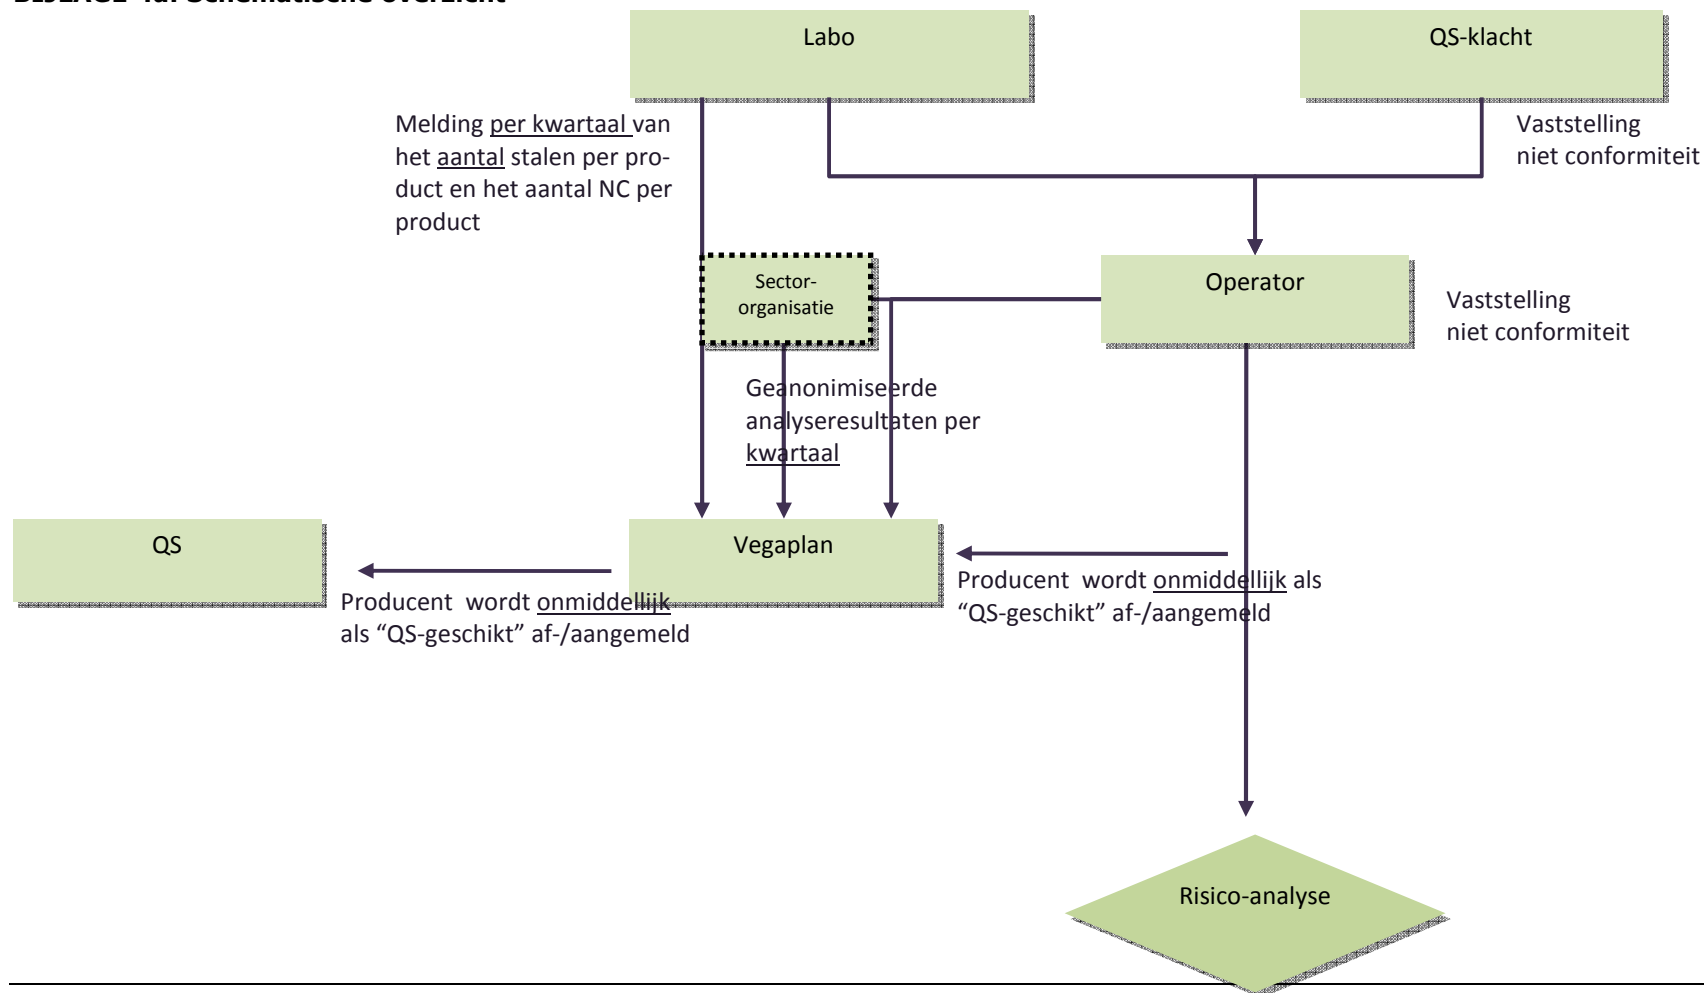 Labo
QS-klacht
Melding per kwartaal van
het aantal stalen per pro-
duct en het aantal NC per
product
Vaststelling
niet conformiteit
Sector-
organisatie
Operator
Vaststelling
niet conformiteit
Geanonimiseerde
analyseresultaten per
kwartaal
QS
Vegaplan
Producent wordt onmiddellijk als
“QS-geschikt” af-/aangemeld
Producent wordt onmiddellijk
als “QS-geschikt” af-/aangemeld
Risico-analyse